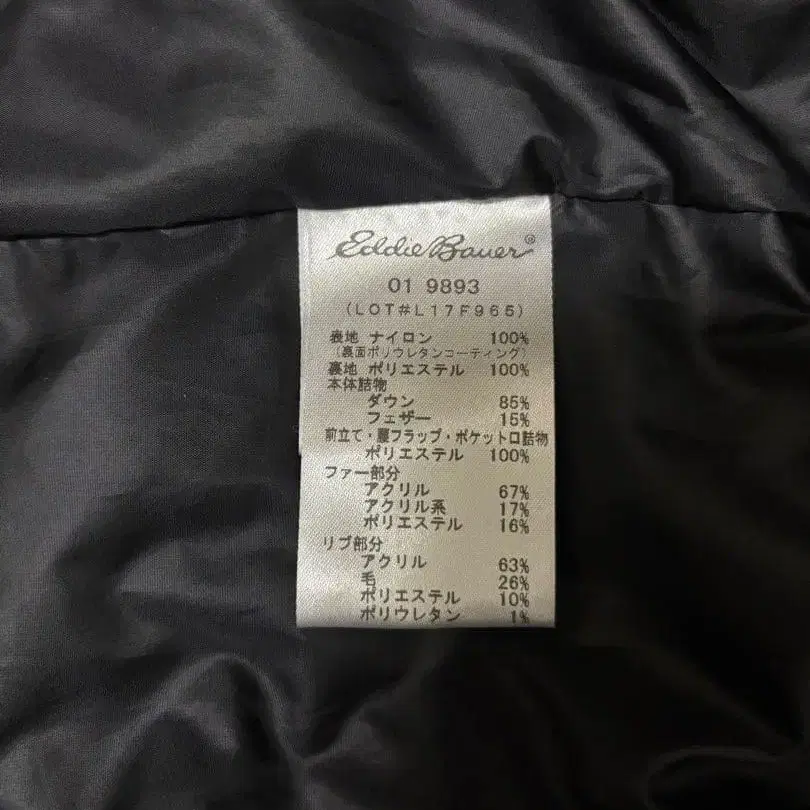 Eddie Bauer®
01 9893
(LOT#L17F965)
表地 ナイロン 100%
(裏面ポリウレタンコーティング)
裏地 ポリエステル 100%
本体詰物
ダウン 85%
フェザー 15%
前立て・腰フラップ・ポケット口詰物
ポリエステル 100%
ファー部分
アクリル 67%
アクリル系 17%
ポリエステル 16%
リブ部分
アクリル 63%
毛 26%
ポリエステル 10%
ポリウレタン 1%